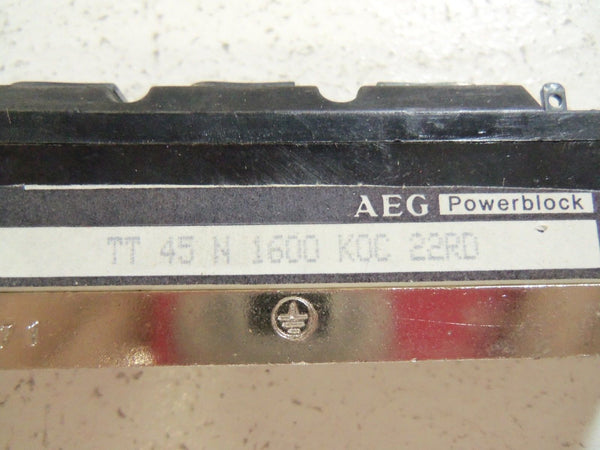 AEG Powerblock
TT 45 N 1600 KOC 22RD